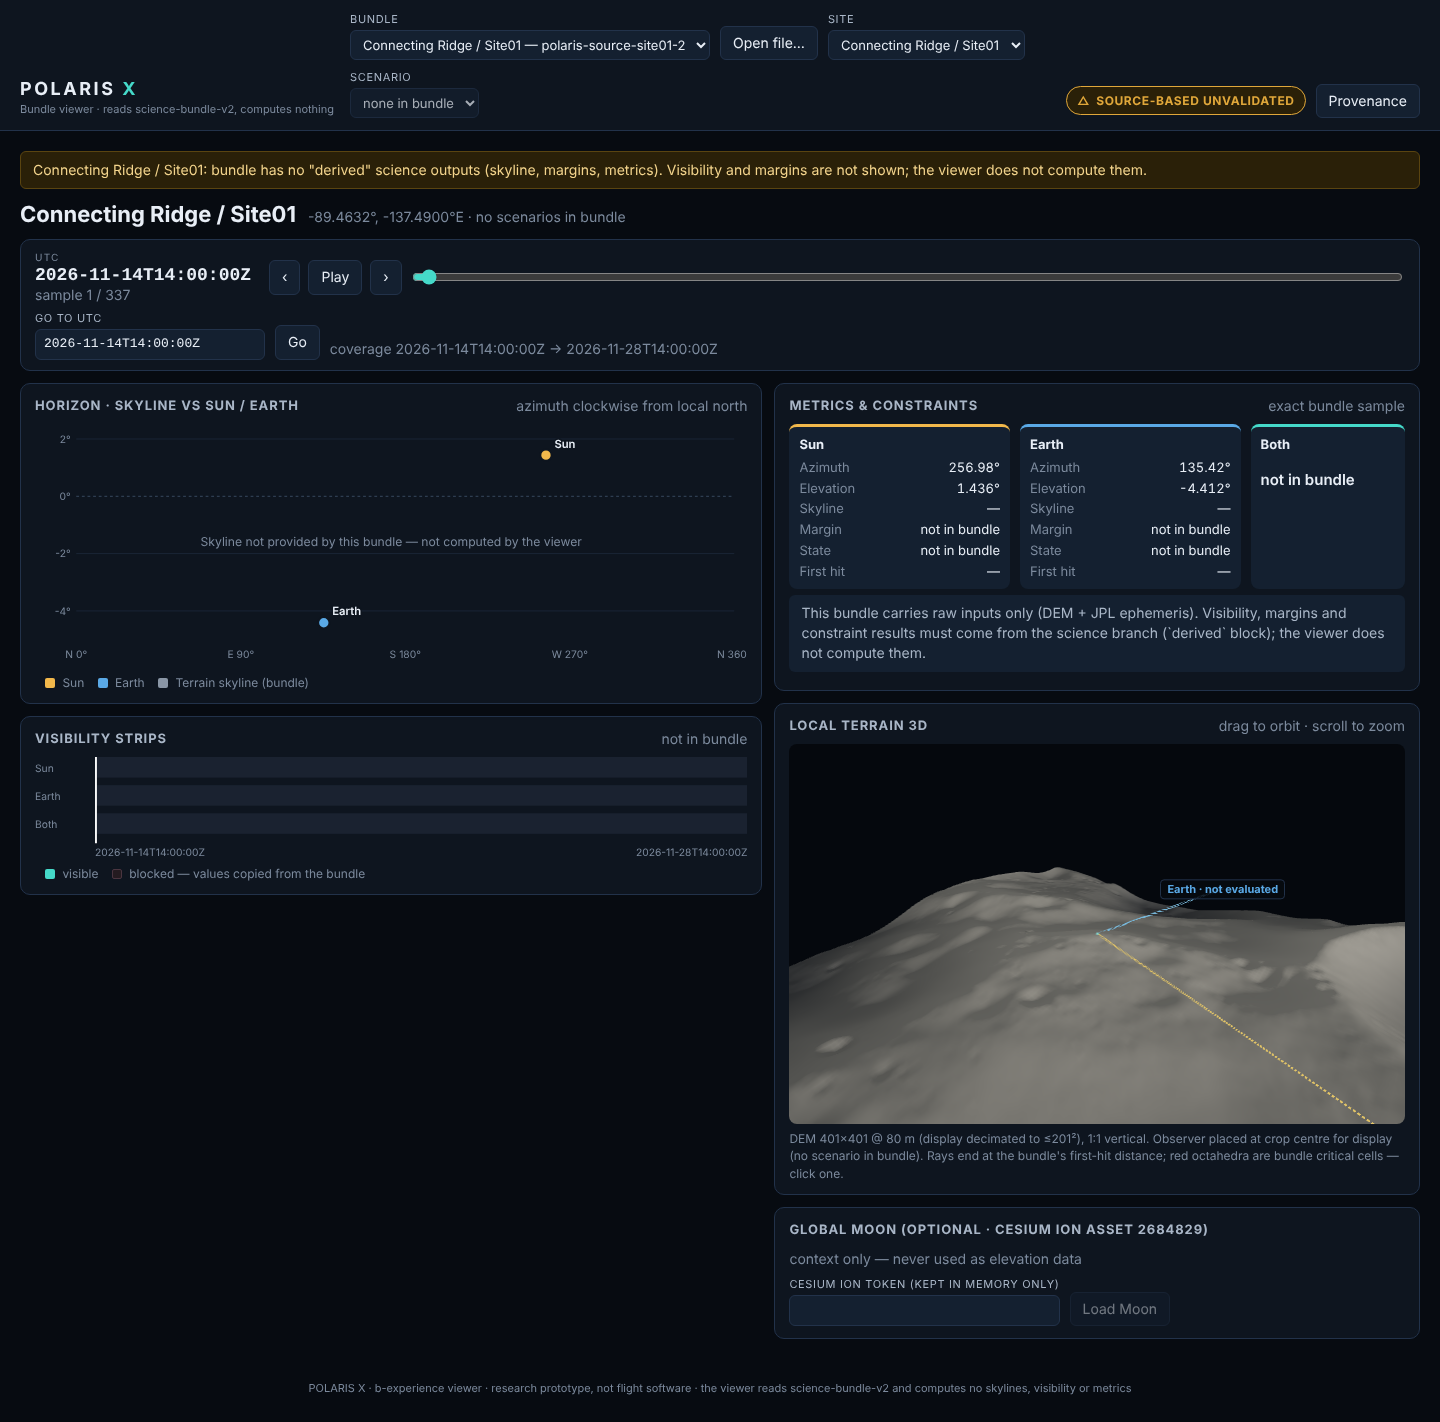 BUNDLE
Connecting Ridge / Site01 — polaris-source-site01-2
Open file...
SITE
Connecting Ridge / Site01
POLARIS X
Bundle viewer · reads science-bundle-v2, computes nothing
SCENARIO
none in bundle
△ SOURCE-BASED UNVALIDATED
Provenance
Connecting Ridge / Site01: bundle has no "derived" science outputs (skyline, margins, metrics). Visibility and margins are not shown; the viewer does not compute them.
Connecting Ridge / Site01 -89.4632°, -137.4900°E · no scenarios in bundle
UTC
2026-11-14T14:00:00Z
sample 1 / 337
‹
Play
›
GO TO UTC
2026-11-14T14:00:00Z
Go
coverage 2026-11-14T14:00:00Z → 2026-11-28T14:00:00Z
HORIZON · SKYLINE VS SUN / EARTH
azimuth clockwise from local north
2°
Sun
0°
Skyline not provided by this bundle — not computed by the viewer
-2°
-4°
Earth
N 0°
E 90°
S 180°
W 270°
N 360
Sun
Earth
Terrain skyline (bundle)
METRICS & CONSTRAINTS
exact bundle sample
Sun
Azimuth 256.98°
Elevation 1.436°
Skyline —
Margin not in bundle
State not in bundle
First hit —
Earth
Azimuth 135.42°
Elevation -4.412°
Skyline —
Margin not in bundle
State not in bundle
First hit —
Both
not in bundle
This bundle carries raw inputs only (DEM + JPL ephemeris). Visibility, margins and
constraint results must come from the science branch (`derived` block); the viewer does
not compute them.
VISIBILITY STRIPS
not in bundle
Sun
Earth
Both
2026-11-14T14:00:00Z
2026-11-28T14:00:00Z
visible
blocked — values copied from the bundle
LOCAL TERRAIN 3D
drag to orbit · scroll to zoom
Earth · not evaluated
DEM 401×401 @ 80 m (display decimated to ≤201²), 1:1 vertical. Observer placed at crop centre for display
(no scenario in bundle). Rays end at the bundle's first-hit distance; red octahedra are bundle critical cells —
click one.
GLOBAL MOON (OPTIONAL · CESIUM ION ASSET 2684829)
context only — never used as elevation data
CESIUM ION TOKEN (KEPT IN MEMORY ONLY)
Load Moon
POLARIS X · b-experience viewer · research prototype, not flight software · the viewer reads science-bundle-v2 and computes no skylines, visibility or metrics